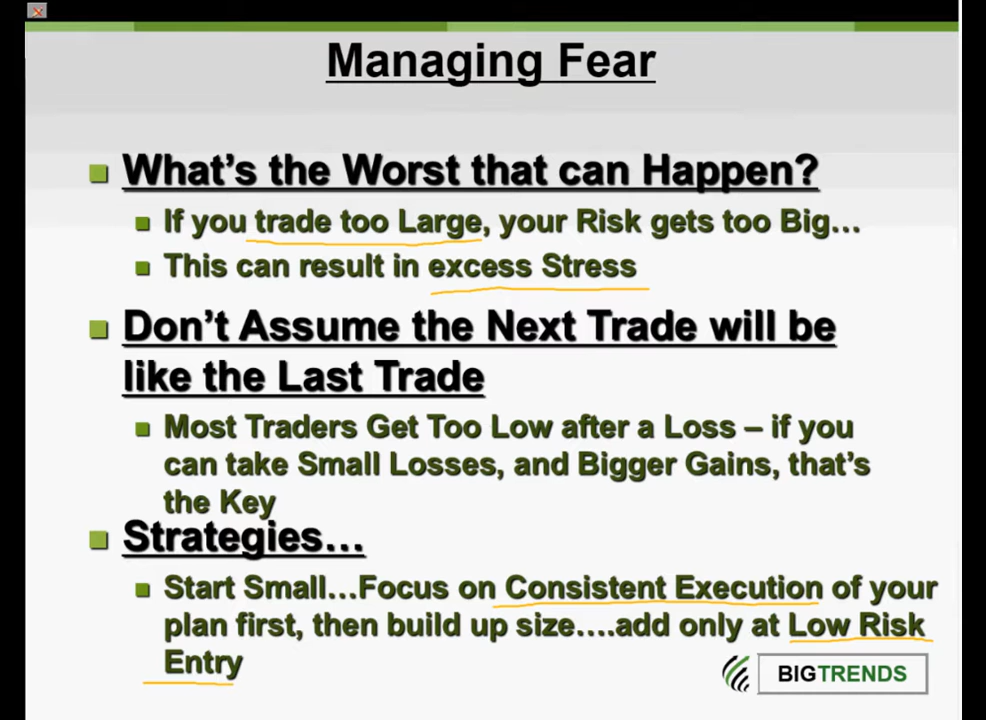 Managing Fear
What's the Worst that can Happen?
If you trade too Large, your Risk gets too Big...
This can result in excess Stress
Don't Assume the Next Trade will be
like the Last Trade
Most Traders Get Too Low after a Loss – if you
can take Small Losses, and Bigger Gains, that's
the Key
Strategies...
Start Small...Focus on Consistent Execution of your
plan first, then build up size....add only at Low Risk
Entry
BIGTRENDS